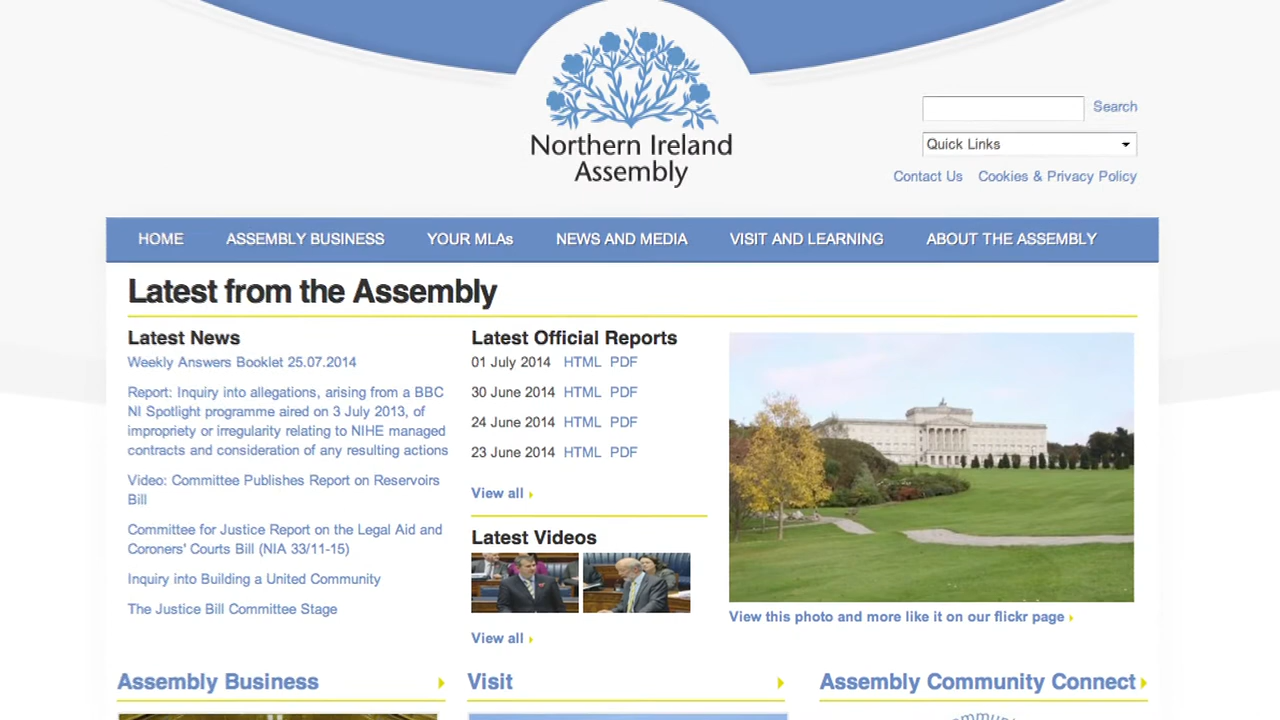 Northern Ireland
Assembly
Search
Quick Links
Contact Us Cookies & Privacy Policy
HOME ASSEMBLY BUSINESS YOUR MLAs NEWS AND MEDIA VISIT AND LEARNING ABOUT THE ASSEMBLY
Latest from the Assembly
Latest News
Weekly Answers Booklet 25.07.2014
Report: Inquiry into allegations, arising from a BBC
NI Spotlight programme aired on 3 July 2013, of
impropriety or irregularity relating to NIHE managed
contracts and consideration of any resulting actions
Video: Committee Publishes Report on Reservoirs
Bill
Committee for Justice Report on the Legal Aid and
Coroners' Courts Bill (NIA 33/11-15)
Inquiry into Building a United Community
The Justice Bill Committee Stage
Latest Official Reports
01 July 2014 HTML PDF
30 June 2014 HTML PDF
24 June 2014 HTML PDF
23 June 2014 HTML PDF
View all
Latest Videos
View all
View this photo and more like it on our flickr page
Assembly Business
Visit
Assembly Community Connect